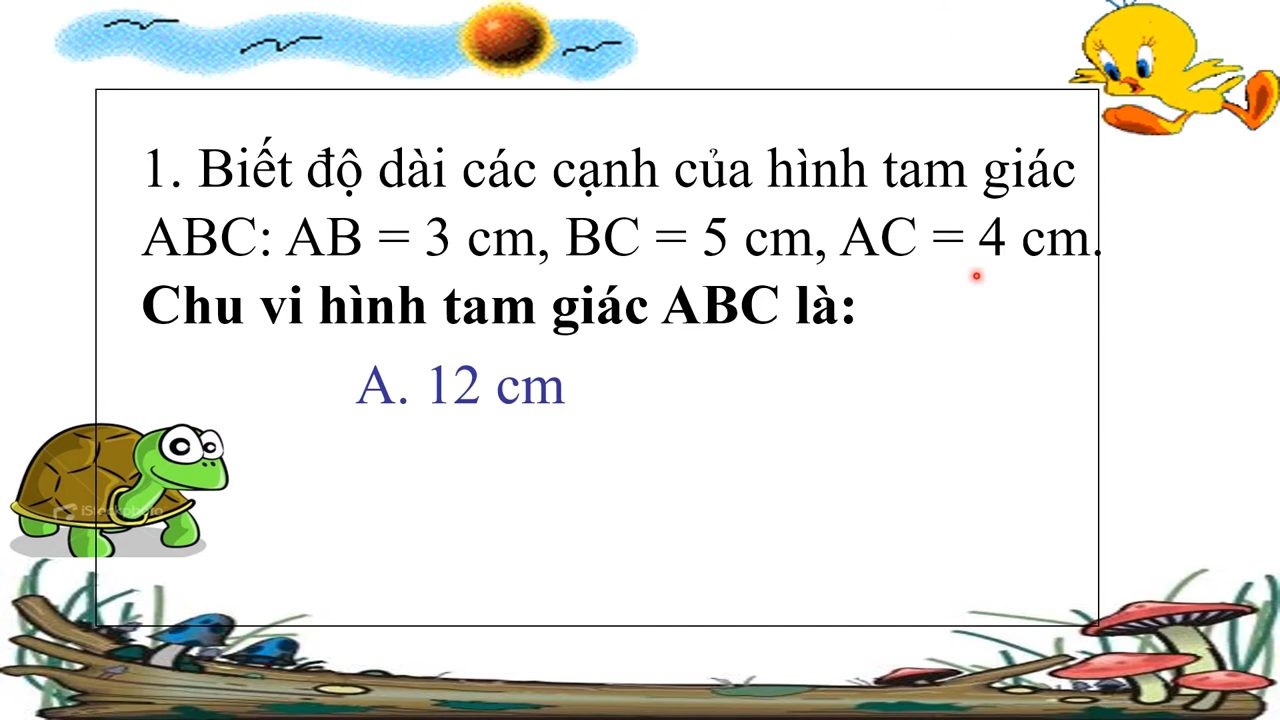 1. Biết độ dài các cạnh của hình tam giác
ABC: AB = 3 cm, BC = 5 cm, AC = 4 cm.
Chu vi hình tam giác ABC là:
A. 12 cm
iStockphoto